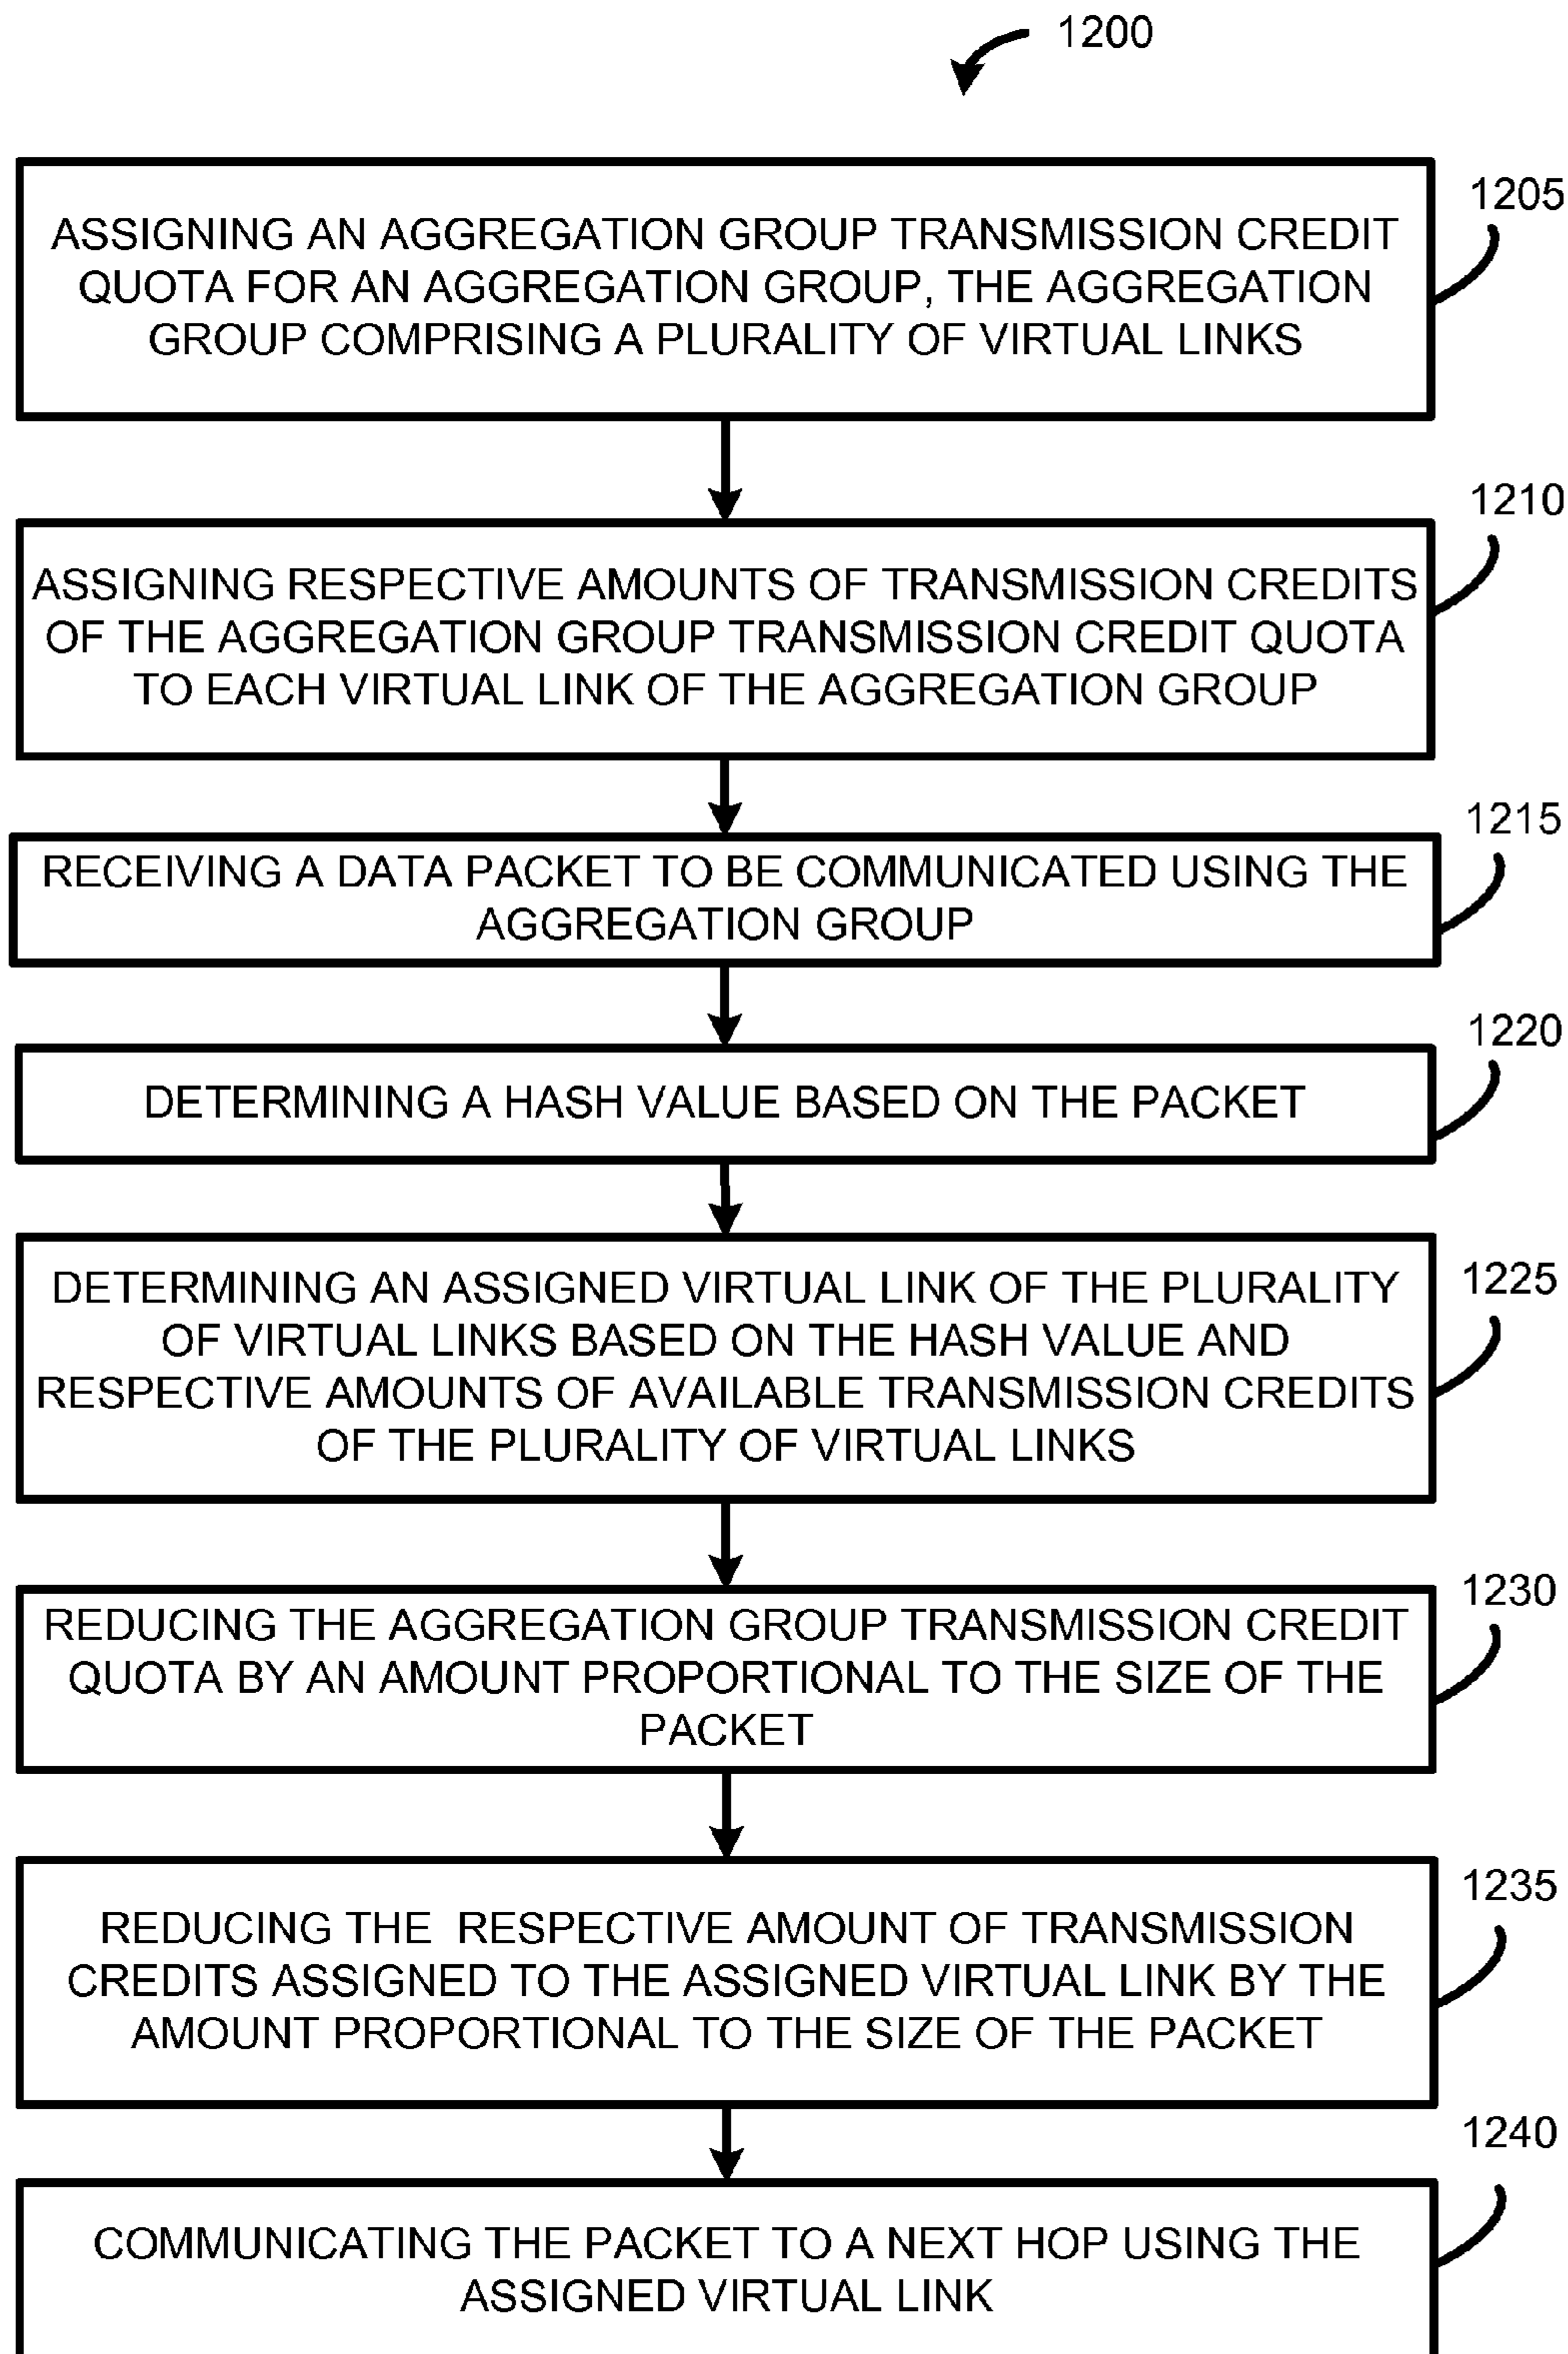 1200
1205
ASSIGNING AN AGGREGATION GROUP TRANSMISSION CREDIT
QUOTA FOR AN AGGREGATION GROUP, THE AGGREGATION
GROUP COMPRISING A PLURALITY OF VIRTUAL LINKS
1210
ASSIGNING RESPECTIVE AMOUNTS OF TRANSMISSION CREDITS
OF THE AGGREGATION GROUP TRANSMISSION CREDIT QUOTA
TO EACH VIRTUAL LINK OF THE AGGREGATION GROUP
1215
RECEIVING A DATA PACKET TO BE COMMUNICATED USING THE
AGGREGATION GROUP
1220
DETERMINING A HASH VALUE BASED ON THE PACKET
1225
DETERMINING AN ASSIGNED VIRTUAL LINK OF THE PLURALITY
OF VIRTUAL LINKS BASED ON THE HASH VALUE AND
RESPECTIVE AMOUNTS OF AVAILABLE TRANSMISSION CREDITS
OF THE PLURALITY OF VIRTUAL LINKS
1230
REDUCING THE AGGREGATION GROUP TRANSMISSION CREDIT
QUOTA BY AN AMOUNT PROPORTIONAL TO THE SIZE OF THE
PACKET
1235
REDUCING THE RESPECTIVE AMOUNT OF TRANSMISSION
CREDITS ASSIGNED TO THE ASSIGNED VIRTUAL LINK BY THE
AMOUNT PROPORTIONAL TO THE SIZE OF THE PACKET
1240
COMMUNICATING THE PACKET TO A NEXT HOP USING THE
ASSIGNED VIRTUAL LINK